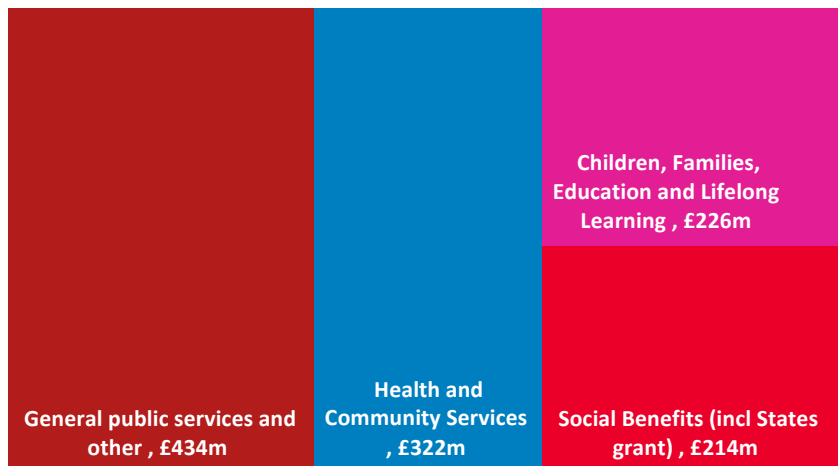 General public services and
other , £434m
Health and
Community Services
, £322m
Children, Families,
Education and Lifelong
Learning , £226m
Social Benefits (incl States
grant) , £214m